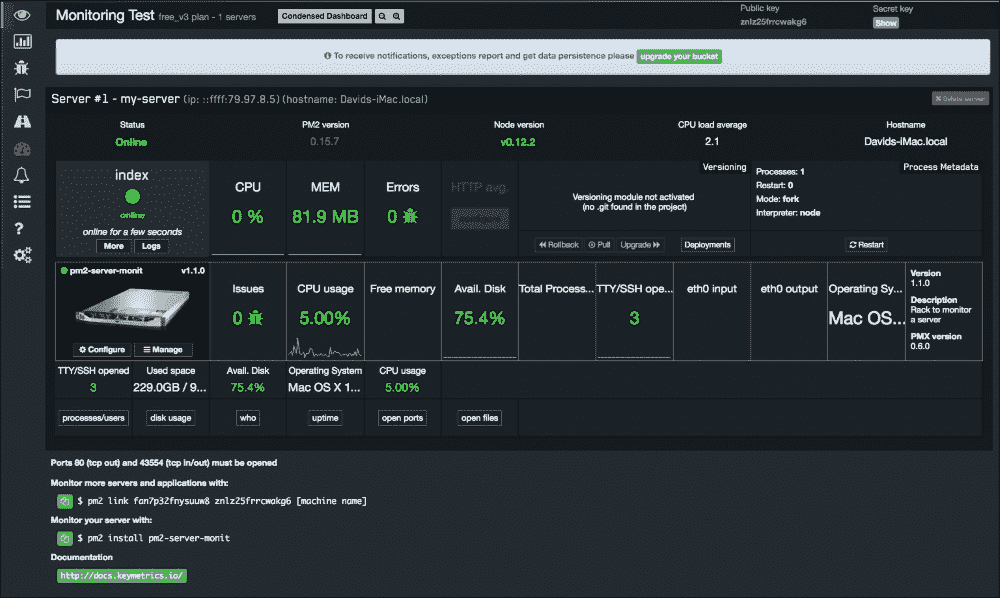 Monitoring Test free_v3 plan - 1 servers
Condensed Dashboard
Public key
znlz25frrcwakg6
Secret key
Show
To receive notifications, exceptions report and get data persistence please upgrade your bucket
Server #1 - my-server (ip: ::ffff:79.97.8.5) (hostname: Davids-iMac.local)
Delete server
Status
PM2 version
Node version
CPU load average
Hostname
Online
0.15.7
v0.12.2
2.1
Davids-iMac.local
index
online
online for a few seconds
More
Logs
CPU
0 %
MEM
81.9 MB
Errors
0
HTTP avg.
Versioning
Versioning module not activated
(no .git found in the project)
Rollback
Pull
Upgrade
Deployments
Process Metadata
Processes: 1
Restart: 0
Mode: fork
Interpreter: node
Restart
pm2-server-monit
v1.1.0
Configure
Manage
Issues
0
CPU usage
5.00%
Free memory
Avail. Disk
75.4%
Total Process...
TTY/SSH ope...
3
eth0 input
eth0 output
Operating Sy...
Mac OS...
Version
1.1.0
Description
Rack to monitor
a server
PMX version
0.6.0
TTY/SSH opened
3
Used space
229.0GB / 9...
Avail. Disk
75.4%
Operating System
Mac OS X 1...
CPU usage
5.00%
processes/users
disk usage
who
uptime
open ports
open files
Ports 80 (tcp out) and 43554 (tcp in/out) must be opened
Monitor more servers and applications with:
$ pm2 link fan7p32fnysuuw8 znlz25frrcwakg6 [machine name]
Monitor your server with:
$ pm2 install pm2-server-monit
Documentation
http://docs.keymetrics.io/